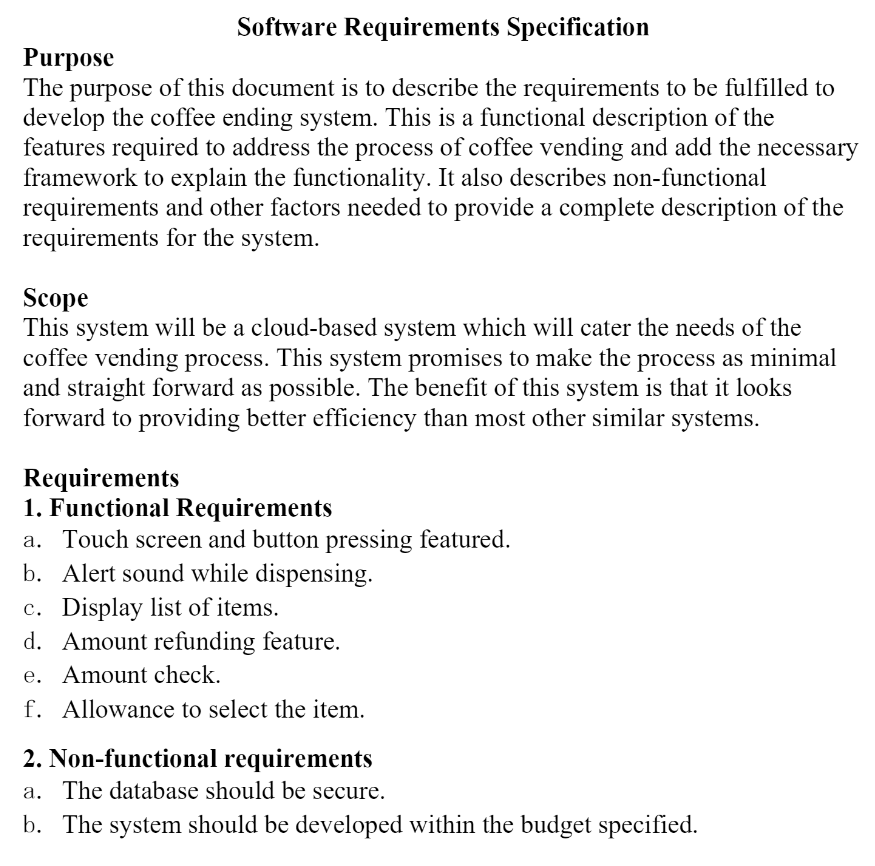 Software Requirements Specification
Purpose
The purpose of this document is to describe the requirements to be fulfilled to
develop the coffee ending system. This is a functional description of the
features required to address the process of coffee vending and add the necessary
framework to explain the functionality. It also describes non-functional
requirements and other factors needed to provide a complete description of the
requirements for the system.
Scope
This system will be a cloud-based system which will cater the needs of the
coffee vending process. This system promises to make the process as minimal
and straight forward as possible. The benefit of this system is that it looks
forward to providing better efficiency than most other similar systems.
Requirements
1. Functional Requirements
a. Touch screen and button pressing featured.
b. Alert sound while dispensing.
c. Display list of items.
d. Amount refunding feature.
e. Amount check.
f. Allowance to select the item.
2. Non-functional requirements
a. The database should be secure.
b. The system should be developed within the budget specified.